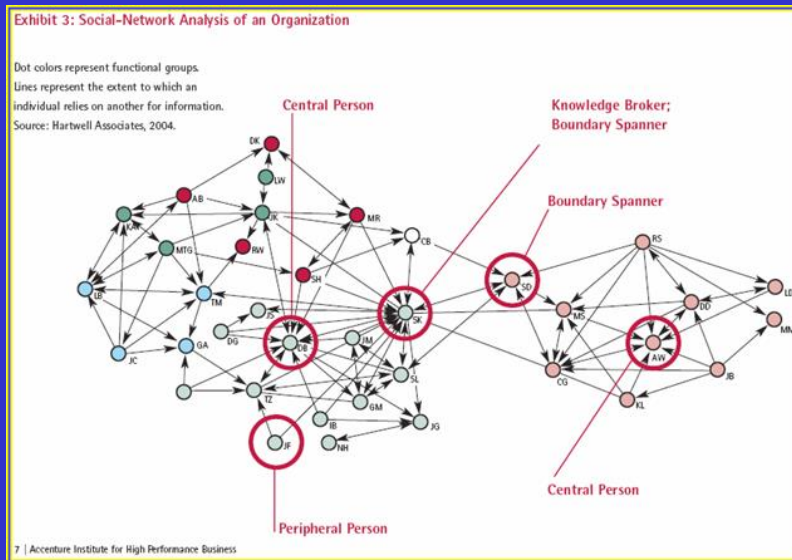 Exhibit 3: Social-Network Analysis of an Organization
Dot colors represent functional groups.
Lines represent the extent to which an
individual relies on another for information.
Source: Hartwell Associates, 2004.
Central Person
Knowledge Broker;
Boundary Spanner
Boundary Spanner
DK
LW
AB
KA
JK
MR
CB
RS
MTG
RW
SH
SD
LB
TM
JS
SK
MS
DD
DG
DB
JM
AW
MM
JC
GA
SL
CG
JB
TZ
GM
KL
IB
JG
JF
NH
Central Person
Peripheral Person
7 | Accenture Institute for High Performance Business